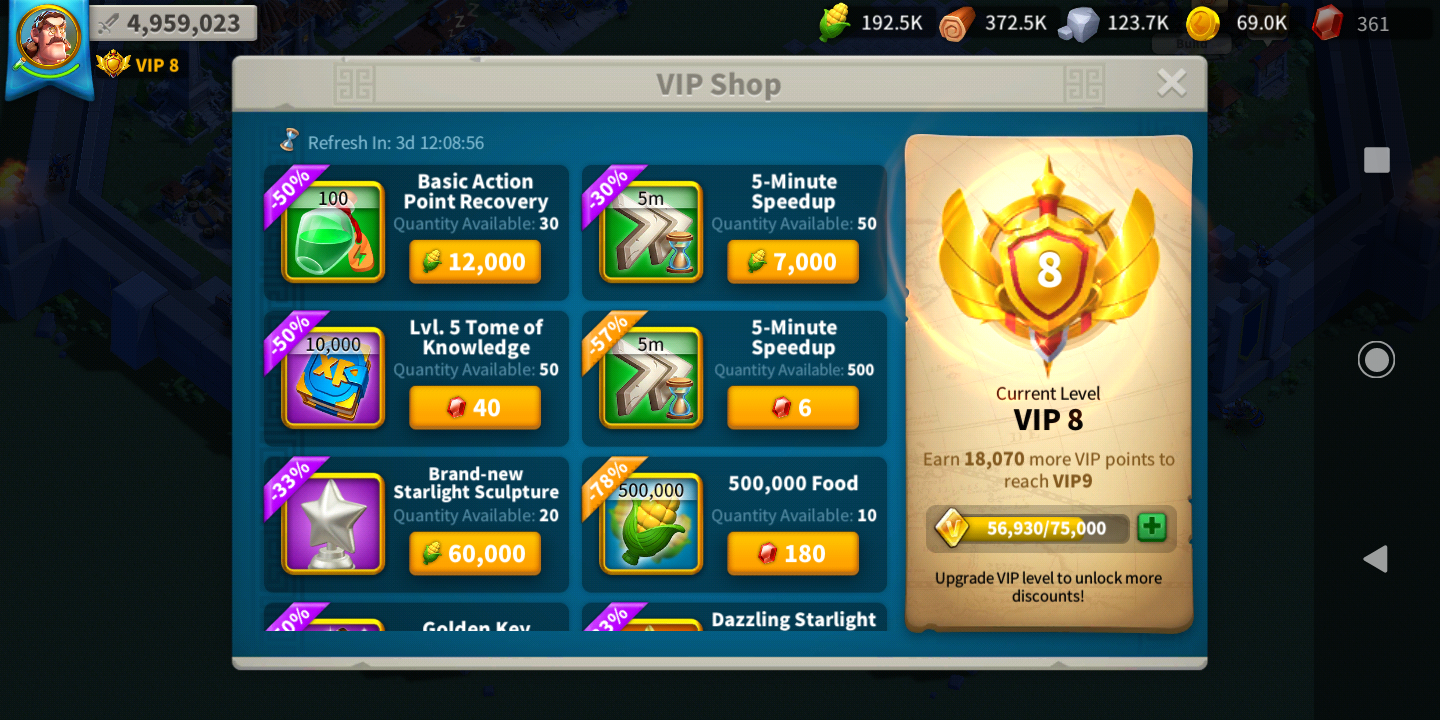 4,959,023
192.5K
372.5K
123.7K
69.0K
361
VIP 8
VIP Shop
Refresh In: 3d 12:08:56
-50%
100
Basic Action
Point Recovery
Quantity Available: 30
12,000
-30%
5m
5-Minute
Speedup
Quantity Available: 50
7,000
-50%
10,000
XP
Lvl. 5 Tome of
Knowledge
Quantity Available: 50
40
-57%
5m
5-Minute
Speedup
Quantity Available: 500
6
-33%
Brand-new
Starlight Sculpture
Quantity Available: 20
60,000
-78%
500,000
500,000 Food
Quantity Available: 10
180
Golden Key
Dazzling Starlight
8
Current Level
VIP 8
Earn 18,070 more VIP points to
reach VIP9
56,930/75,000
Upgrade VIP level to unlock more
discounts!